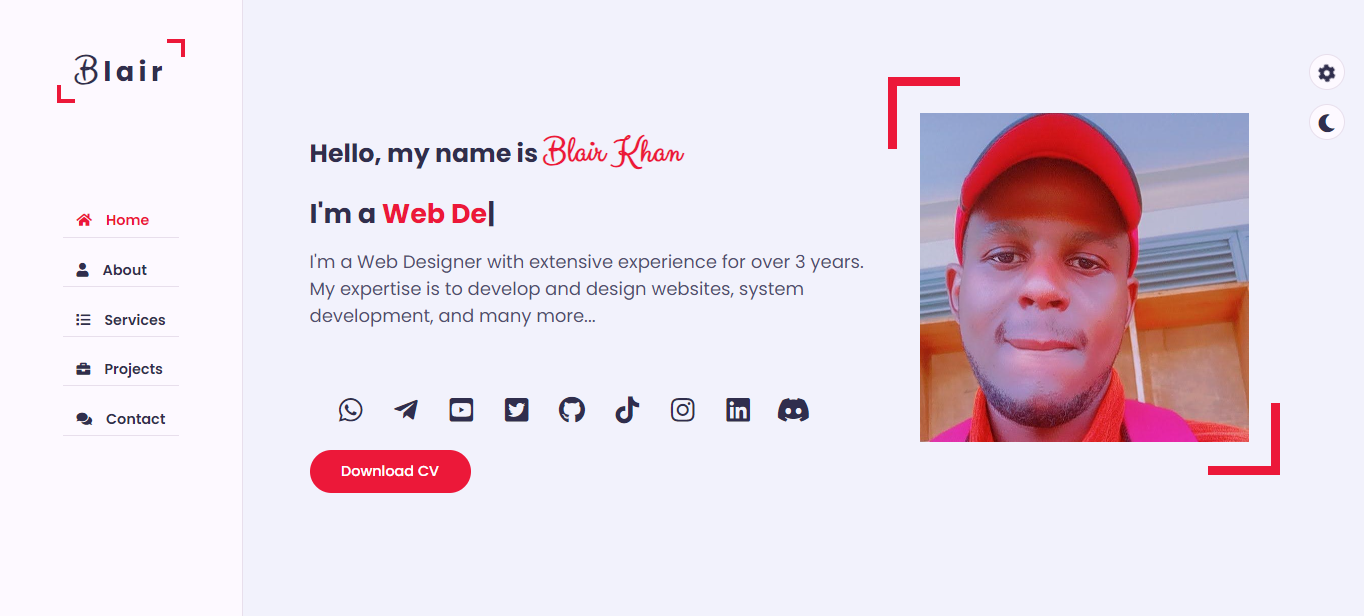 Blair
Home
About
Services
Projects
Contact
Hello, my name is Blair Khan
I'm a Web De|
I'm a Web Designer with extensive experience for over 3 years.
My expertise is to develop and design websites, system
development, and many more...
Download CV